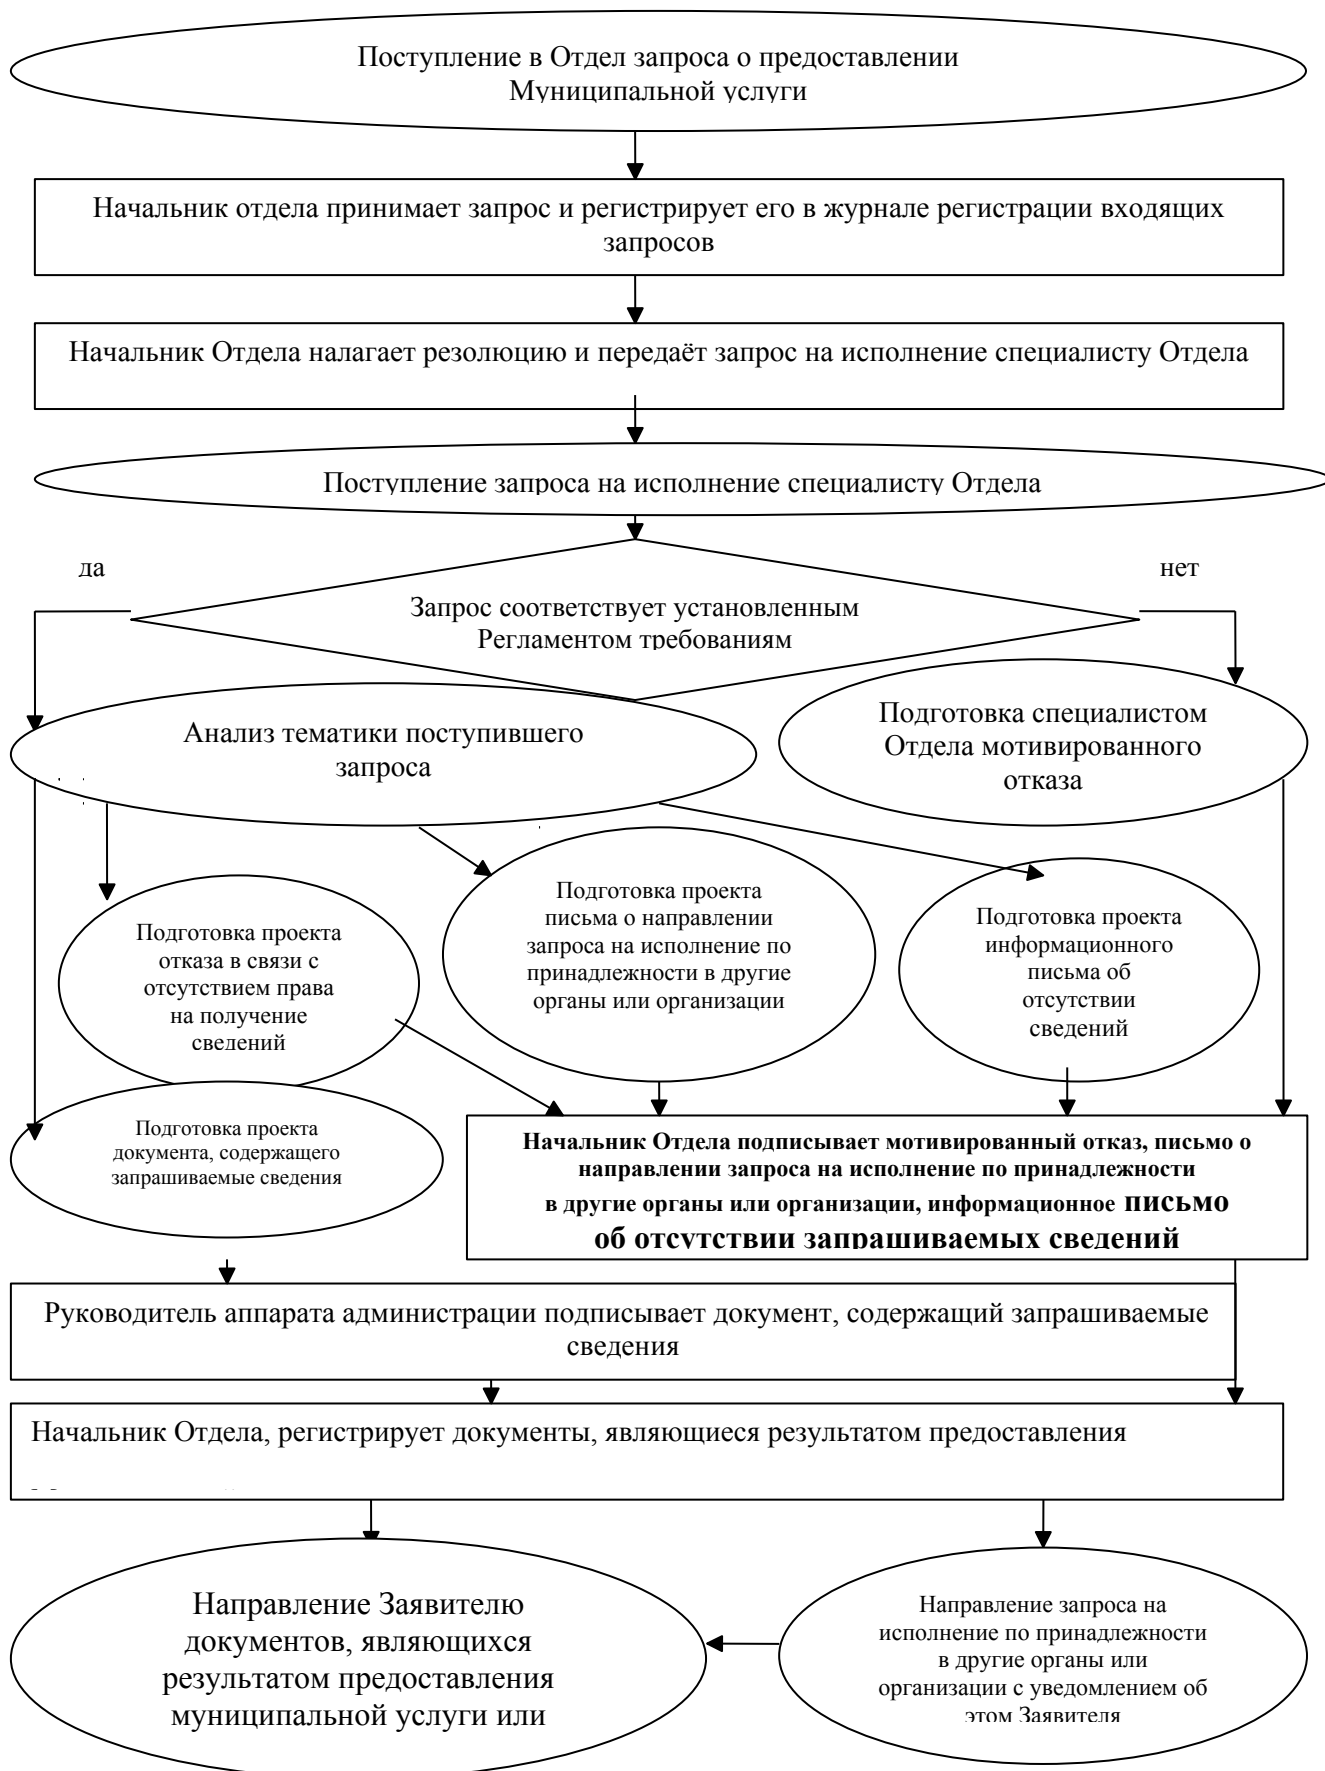 Поступление в Отдел запроса о предоставлении
Муниципальной услуги
Начальник отдела принимает запрос и регистрирует его в журнале регистрации входящих
запросов
Начальник Отдела налагает резолюцию и передаёт запрос на исполнение специалисту Отдела
Поступление запроса на исполнение специалисту Отдела
да
нет
Запрос соответствует установленным
Регламентом требованиям
Анализ тематики поступившего
запроса
Подготовка специалистом
Отдела мотивированного
отказа
Подготовка проекта
отказа в связи с
отсутствием права
на получение
сведений
Подготовка проекта
письма о направлении
запроса на исполнение по
принадлежности в другие
органы или организации
Подготовка проекта
информационного
письма об
отсутствии
сведений
Подготовка проекта
документа, содержащего
запрашиваемые сведения
Начальник Отдела подписывает мотивированный отказ, письмо о
направлении запроса на исполнение по принадлежности
в другие органы или организации, информационное письмо
об отсутствии запрашиваемых сведений
Руководитель аппарата администрации подписывает документ, содержащий запрашиваемые
сведения
Начальник Отдела, регистрирует документы, являющиеся результатом предоставления
Направление Заявителю
документов, являющихся
результатом предоставления
муниципальной услуги или
Направление запроса на
исполнение по принадлежности
в другие органы или
организации с уведомлением об
этом Заявителя